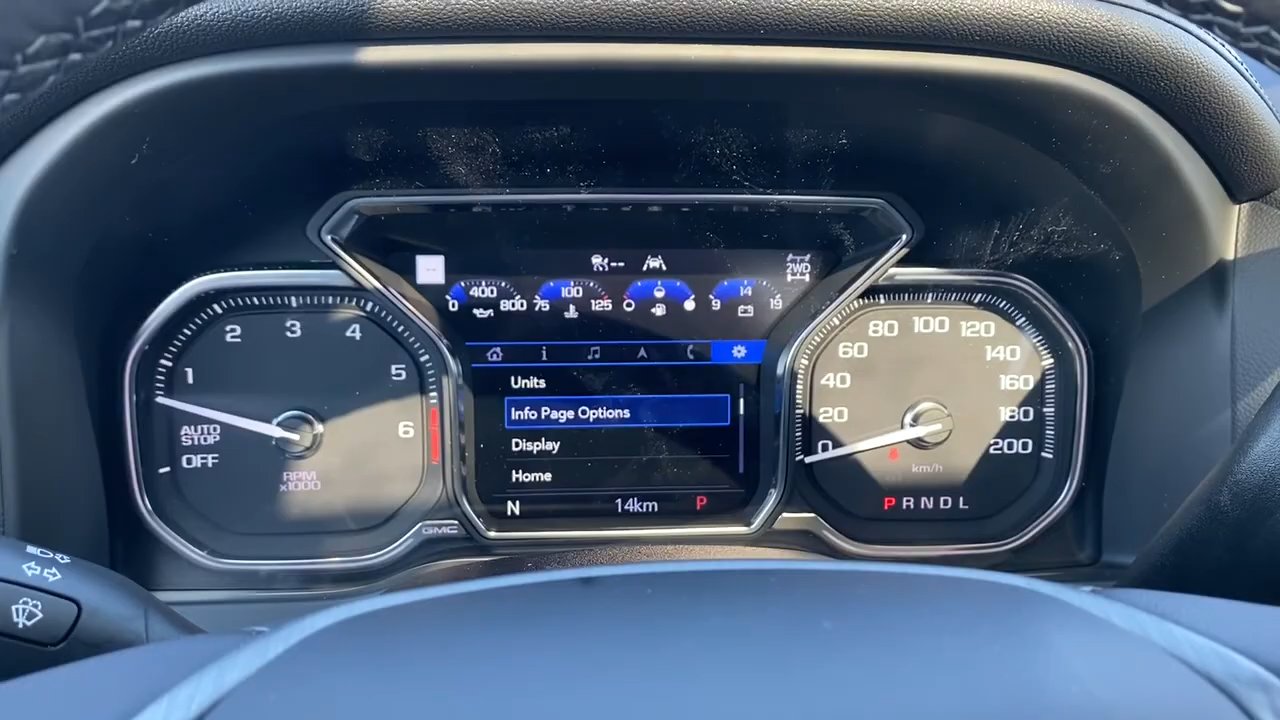 2WD
400
100
14
0
800
75
125
9
19
Units
Info Page Options
Display
Home
N
14km
P
1
2
3
4
5
6
AUTO
STOP
OFF
RPM
x1000
GMC
0
20
40
60
80
100
120
140
160
180
200
km/h
P R N D L